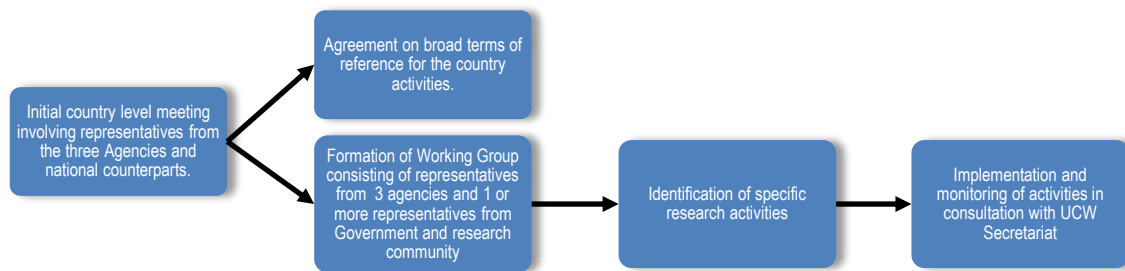 Initial country level meeting
involving representatives from
the three Agencies and
national counterparts.
Agreement on broad terms of
reference for the country
activities.
Formation of Working Group
consisting of representatives
from 3 agencies and 1 or
more representatives from
Government and research
community
Identification of specific
research activities
Implementation and
monitoring of activities in
consultation with UCW
Secretariat